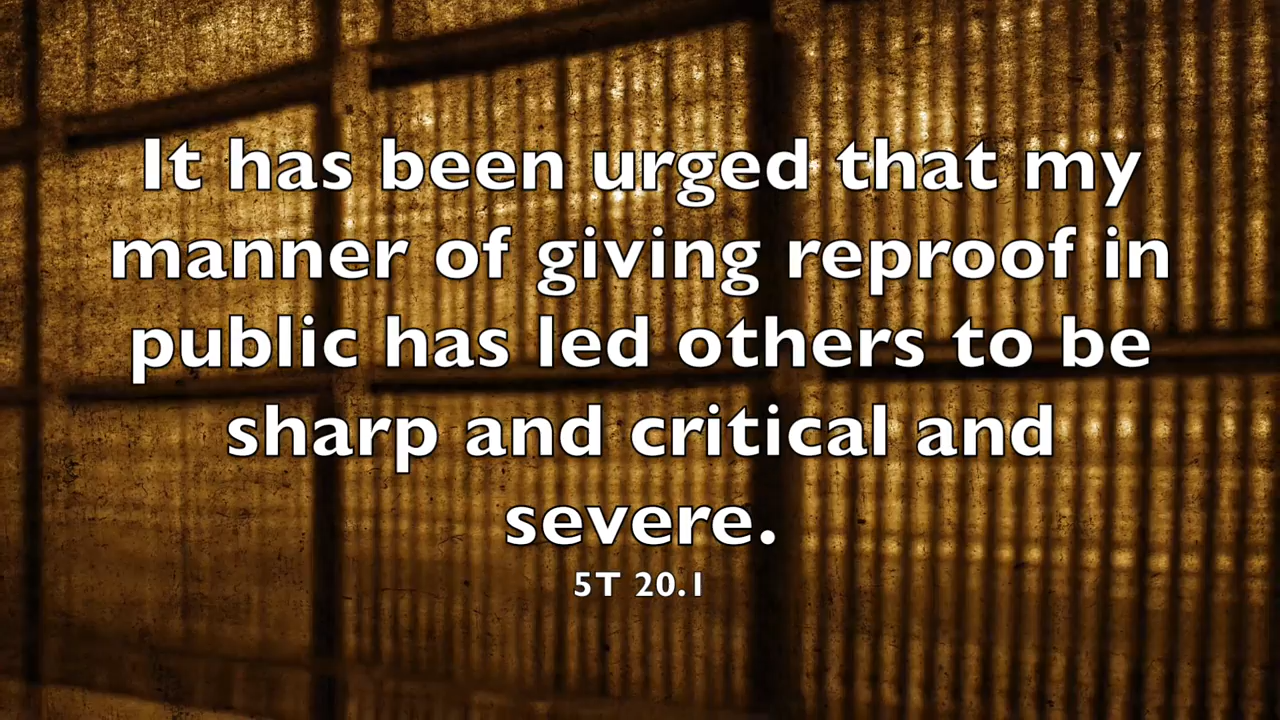 It has been urged that my
manner of giving reproof in
public has led others to be
sharp and critical and
severe.
5T 20.1